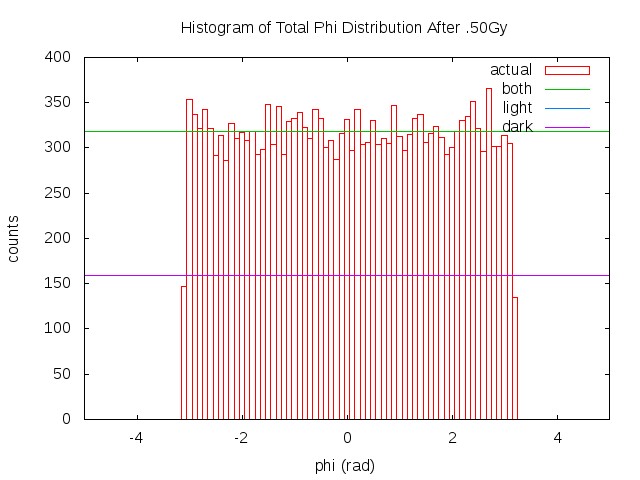 Histogram of Total Phi Distribution After .50Gy
400
350
300
250
200
150
100
50
0
counts
actual
both
light
dark
-4
-2
0
2
4
phi (rad)